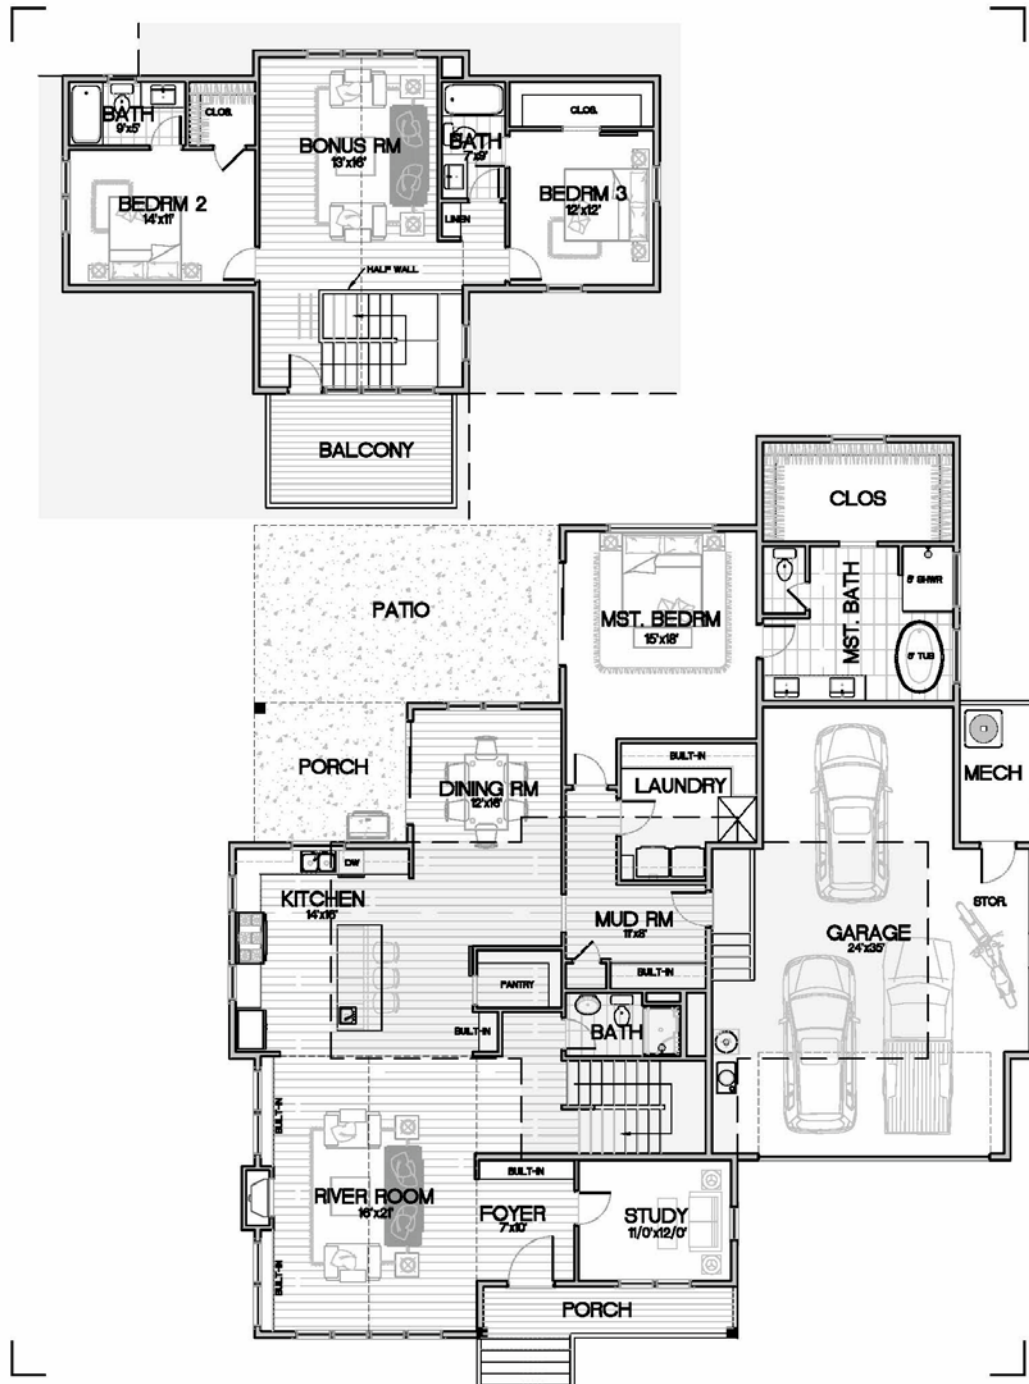 BATH
9'x5'
CLOS.
BONUS RM
13'x16'
BATH
7'x9'
CLOS.
BEDRM 2
14'x11'
BEDRM 3
12'x12'
LINEN
HALF WALL
BALCONY
CLOS
PATIO
MST. BEDRM
15'x18'
MST. BATH
5' SHWR
6' TUB
PORCH
DINING RM
12'x16'
BUILT-IN
LAUNDRY
MECH
DW
KITCHEN
14'x16'
MUD RM
11'x8'
GARAGE
24'x35'
STOR.
PANTRY
BUILT-IN
BUILT-IN
BATH
BUILT-IN
RIVER ROOM
16'x21'
BUILT-IN
FOYER
7'x10'
STUDY
11/0'x12/0'
BUILT-IN
PORCH